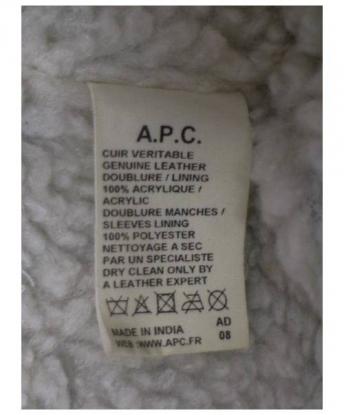 A.P.C.
CUIR VERITABLE
GENUINE LEATHER
DOUBLURE / LINING
100% ACRYLIQUE /
ACRYLIC
DOUBLURE MANCHES /
SLEEVES LINING
100% POLYESTER
NETTOYAGE A SEC
PAR UN SPECIALISTE
DRY CLEAN ONLY BY
A LEATHER EXPERT
MADE IN INDIA AD
WEB :WWW.APC.FR 08